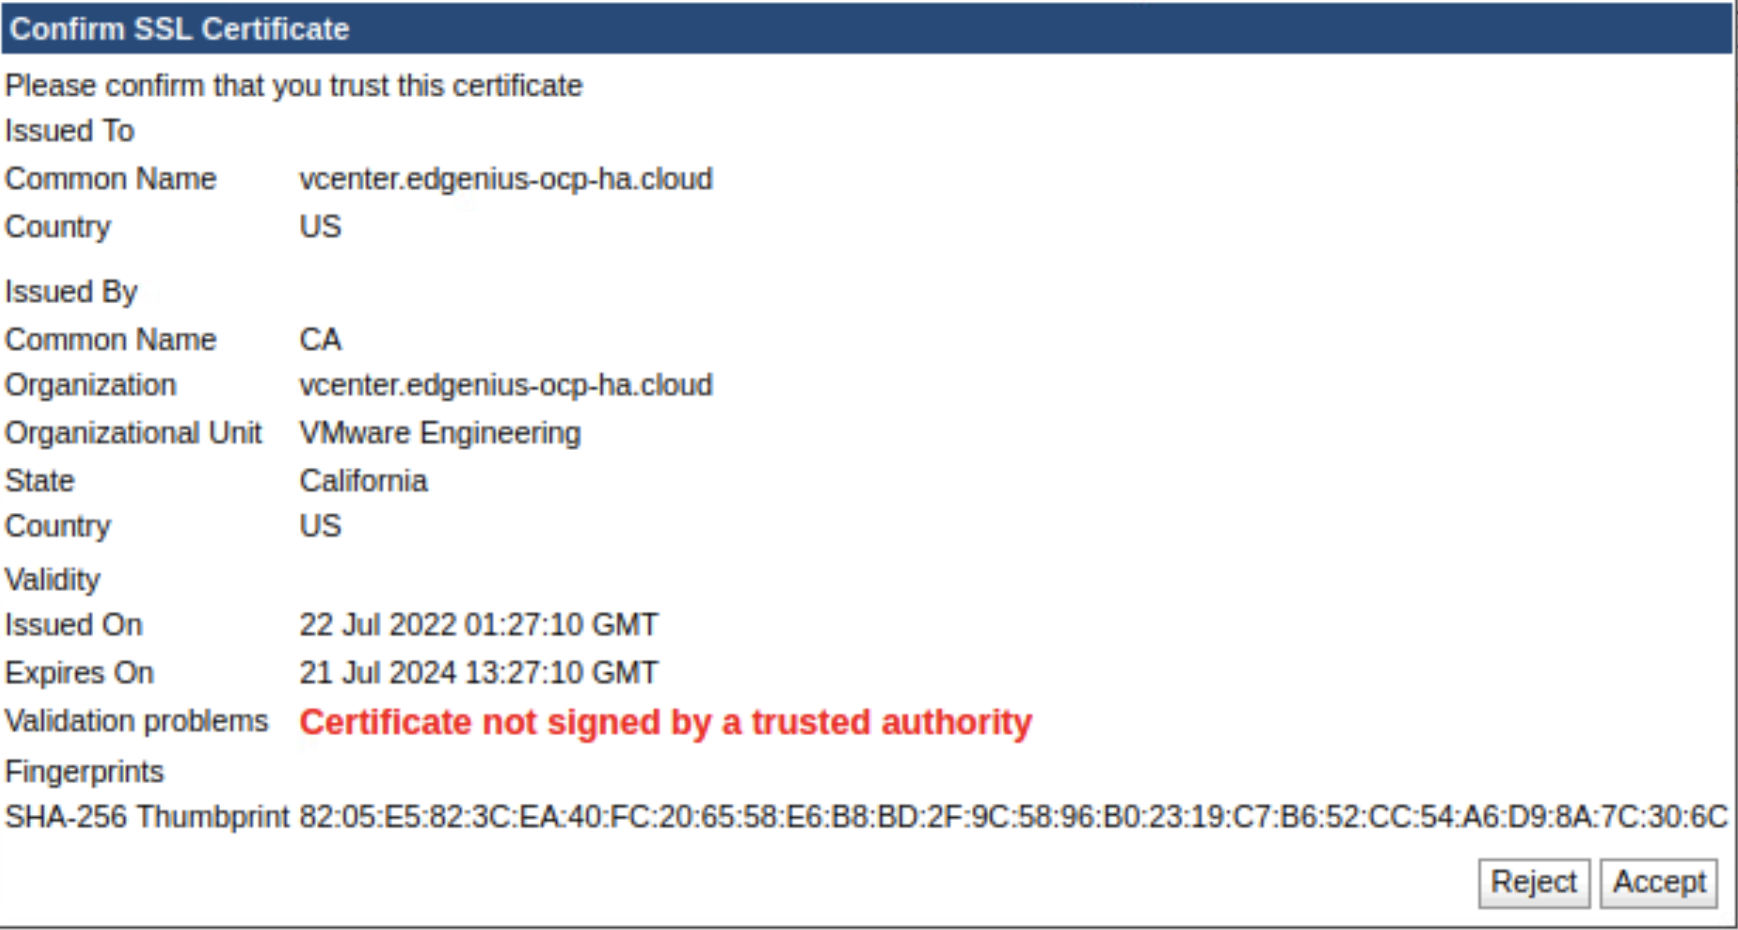 Confirm SSL Certificate
Please confirm that you trust this certificate
Issued To
Common Name vcenter.edgenius-ocp-ha.cloud
Country US
Issued By
Common Name CA
Organization vcenter.edgenius-ocp-ha.cloud
Organizational Unit VMware Engineering
State California
Country US
Validity
Issued On 22 Jul 2022 01:27:10 GMT
Expires On 21 Jul 2024 13:27:10 GMT
Validation problems Certificate not signed by a trusted authority
Fingerprints
SHA-256 Thumbprint 82:05:E5:82:3C:EA:40:FC:20:65:58:E6:B8:BD:2F:9C:58:96:B0:23:19:C7:B6:52:CC:54:A6:D9:8A:7C:30:6C
Reject Accept